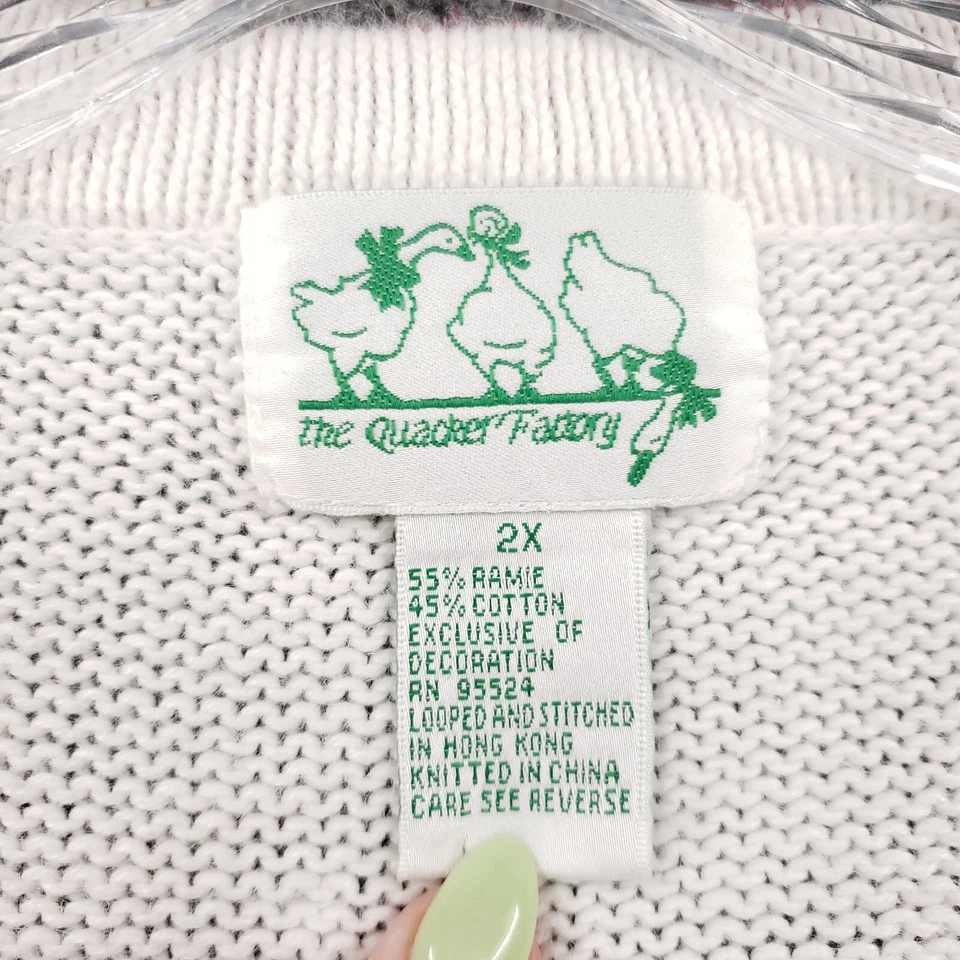 the Quacker Factory
2X
55% RAMIE
45% COTTON
EXCLUSIVE OF
DECORATION
RN 95524
LOOPED AND STITCHED
IN HONG KONG
KNITTED IN CHINA
CARE SEE REVERSE